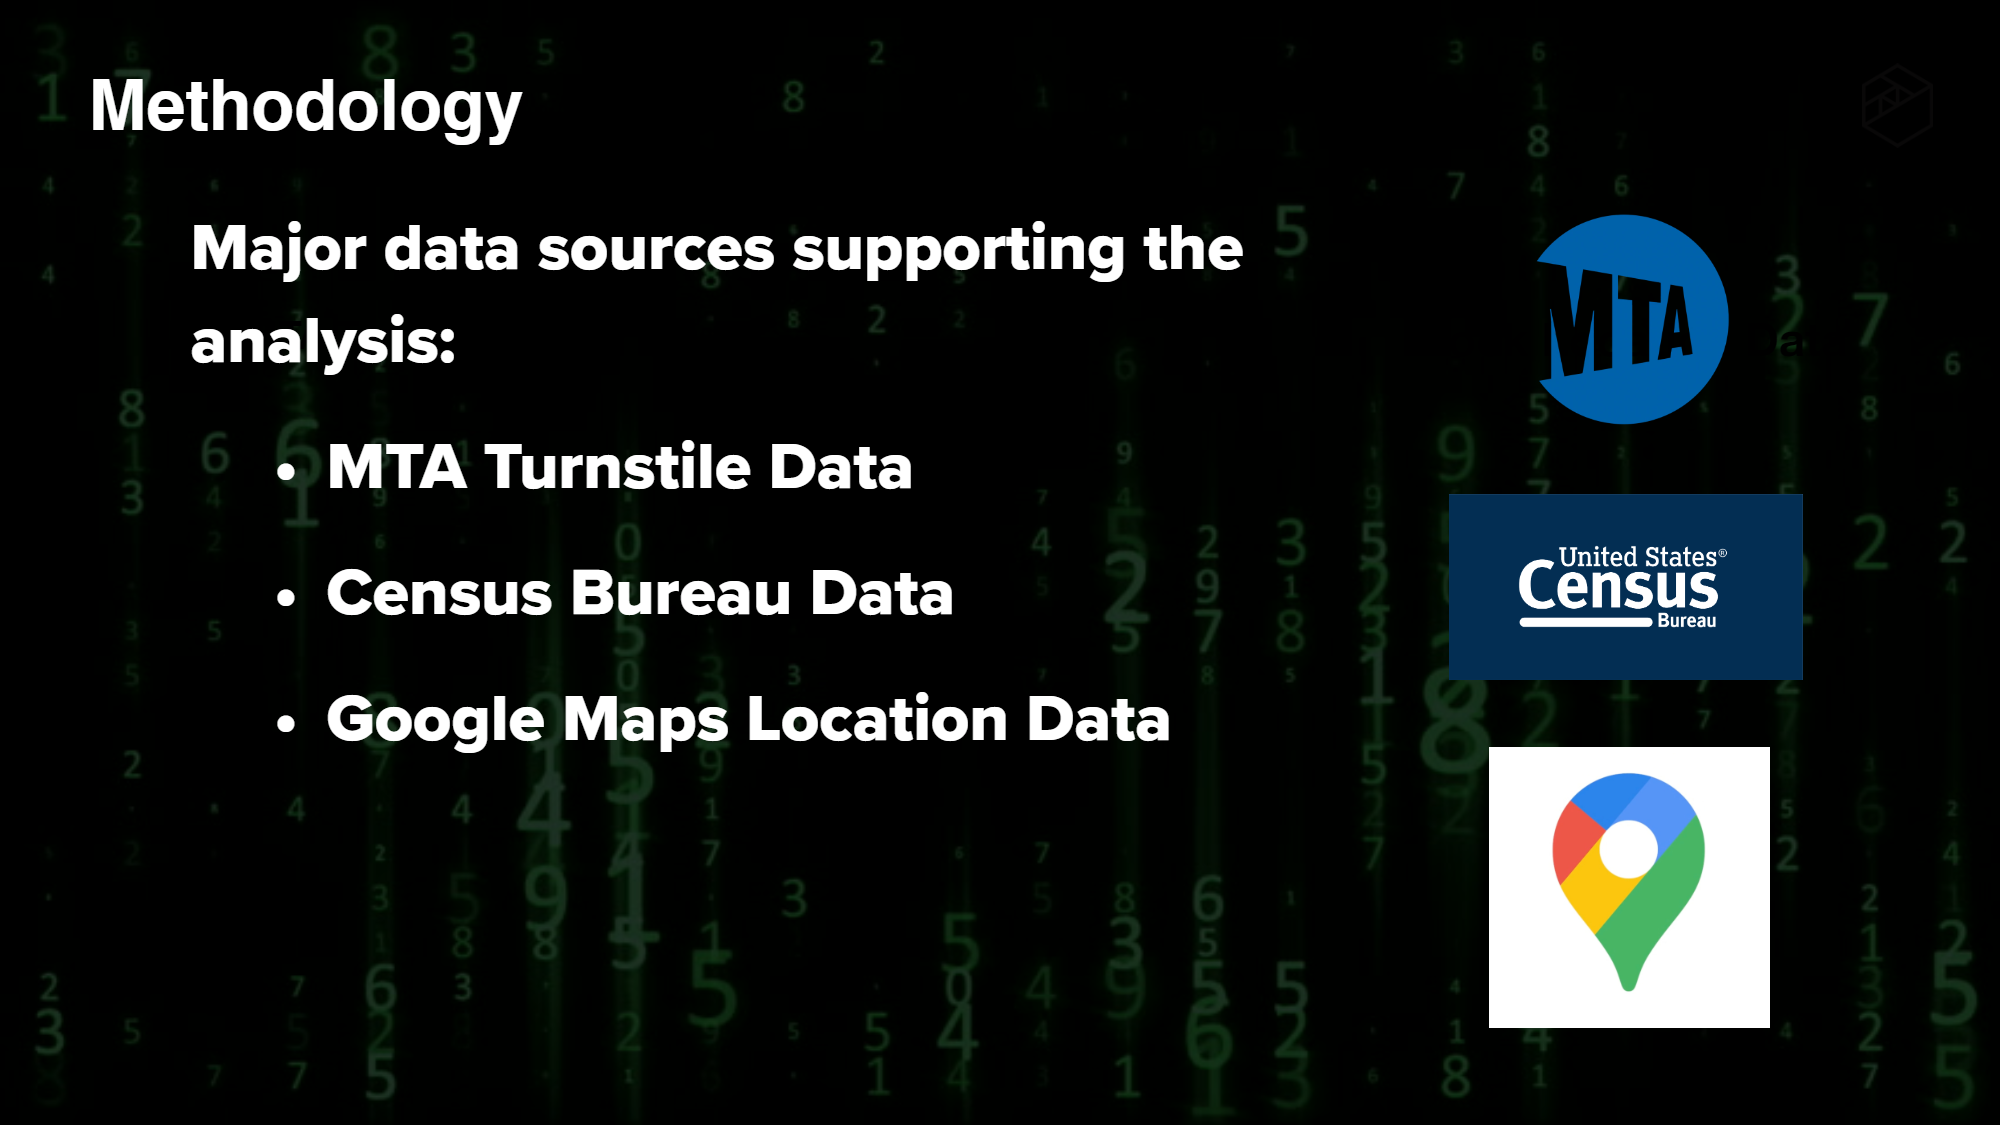 Methodology
Major data sources supporting the
analysis:
• MTA Turnstile Data
• Census Bureau Data
• Google Maps Location Data
MTA
United States®
Census
Bureau